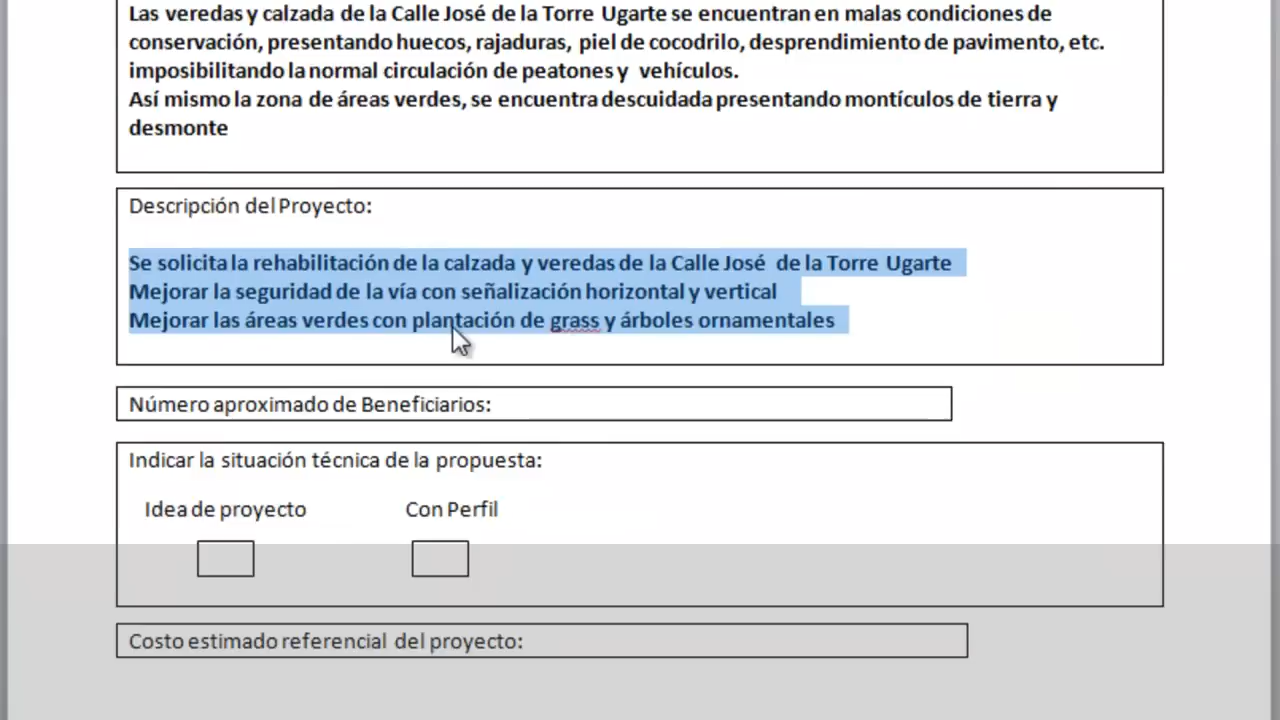 Las veredas y calzada de la Calle José de la Torre Ugarte se encuentran en malas condiciones de
conservación, presentando huecos, rajaduras, piel de cocodrilo, desprendimiento de pavimento, etc.
imposibilitando la normal circulación de peatones y vehículos.
Así mismo la zona de áreas verdes, se encuentra descuidada presentando montículos de tierra y
desmonte
Descripción del Proyecto:
Se solicita la rehabilitación de la calzada y veredas de la Calle José de la Torre Ugarte
Mejorar la seguridad de la vía con señalización horizontal y vertical
Mejorar las áreas verdes con plantación de grass y árboles ornamentales
Número aproximado de Beneficiarios:
Indicar la situación técnica de la propuesta:
Idea de proyecto Con Perfil
Costo estimado referencial del proyecto: